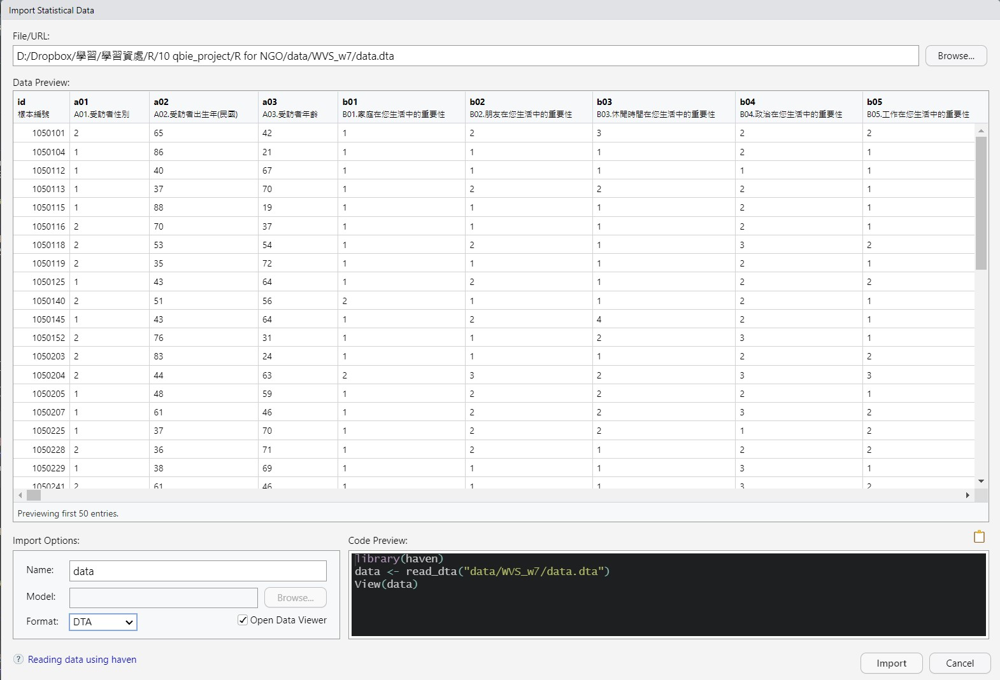 Import Statistical Data
File/URL:
D:/Dropbox/學習/學習資處/R/10 qbie_project/R for NGO/data/WVS_w7/data.dta
Browse...
Data Preview:
id a01 a02 a03 b01 b02 b03 b04 b05
樣本編號 A01.受訪者性別 A02.受訪者出生年(民國) A03.受訪者年齡 B01.家庭在您生活中的重要性 B02.朋友在您生活中的重要性 B03.休閒時間在您生活中的重要性 B04.政治在您生活中的重要性 B05.工作在您生活中的重要性
1050101 2 65 42 1 2 3 2 2
1050104 1 86 21 1 1 1 2 1
1050112 1 40 67 1 1 1 1 1
1050113 1 37 70 1 2 2 2 1
1050115 1 88 19 1 1 1 2 1
1050116 2 70 37 1 1 1 2 1
1050118 2 53 54 1 2 1 3 2
1050119 2 35 72 1 1 1 2 1
1050125 1 43 64 1 2 1 2 2
1050140 2 51 56 2 1 1 2 1
1050145 1 43 64 1 2 4 2 1
1050152 2 76 31 1 1 2 3 1
1050203 2 83 24 1 1 1 2 2
1050204 2 44 63 2 3 2 3 3
1050205 1 48 59 1 2 2 2 1
1050207 1 61 46 1 2 2 3 2
1050225 1 37 70 1 2 2 1 2
1050228 2 36 71 1 2 1 2 2
1050229 1 38 69 1 1 1 3 1
1050241 2 61 46 1 1 1 3 2
Previewing first 50 entries.
Import Options:
Name: data
Model:
Browse...
Format: DTA
Open Data Viewer
Code Preview:
library(haven)
data <- read_dta("data/WVS_w7/data.dta")
View(data)
? Reading data using haven
Import
Cancel